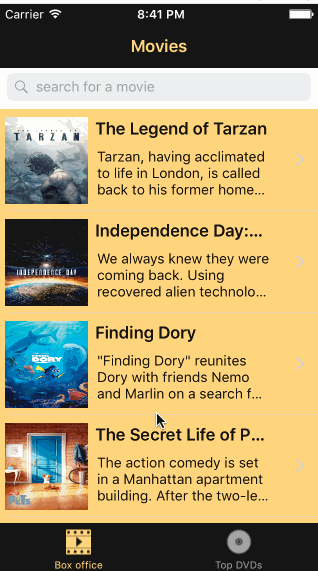 Carrier 8:41 PM
Movies
search for a movie
TARZAN
The Legend of Tarzan
Tarzan, having acclimated
to life in London, is called
back to his former home...
INDEPENDENCE DAY
Independence Day:...
We always knew they were
coming back. Using
recovered alien technolo...
DORY
Finding Dory
"Finding Dory" reunites
Dory with friends Nemo
and Marlin on a search f...
PETS
The Secret Life of P...
The action comedy is set
in a Manhattan apartment
building. After the two-le...
Box office
Top DVDs